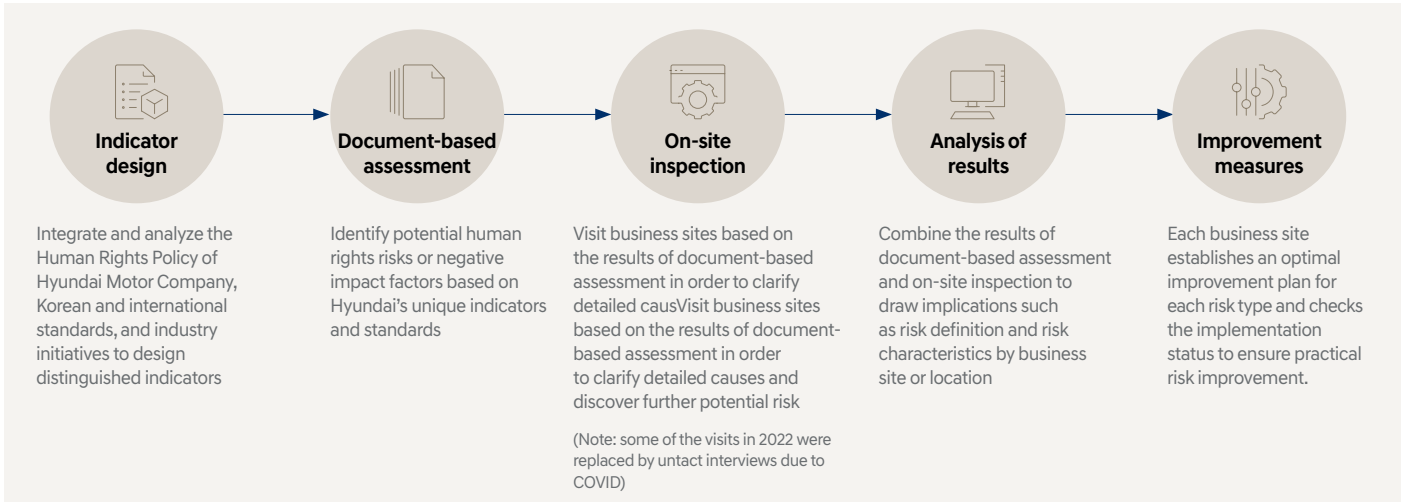 Indicator
design
Document-based
assessment
On-site
inspection
Analysis of
results
Improvement
measures
Integrate and analyze the
Human Rights Policy of
Hyundai Motor Company,
Korean and international
standards, and industry
initiatives to design
distinguished indicators
Identify potential human
rights risks or negative
impact factors based on
Hyundai's unique indicators
and standards
Visit business sites based on
the results of document-based
assessment in order to clarify
detailed causVisit business sites
based on the results of document-
based assessment in order
to clarify detailed causes and
discover further potential risk
(Note: some of the visits in 2022 were
replaced by untact interviews due to
COVID)
Combine the results of
document-based assessment
and on-site inspection to
draw implications such
as risk definition and risk
characteristics by business
site or location
Each business site
establishes an optimal
improvement plan for
each risk type and checks
the implementation
status to ensure practical
risk improvement.